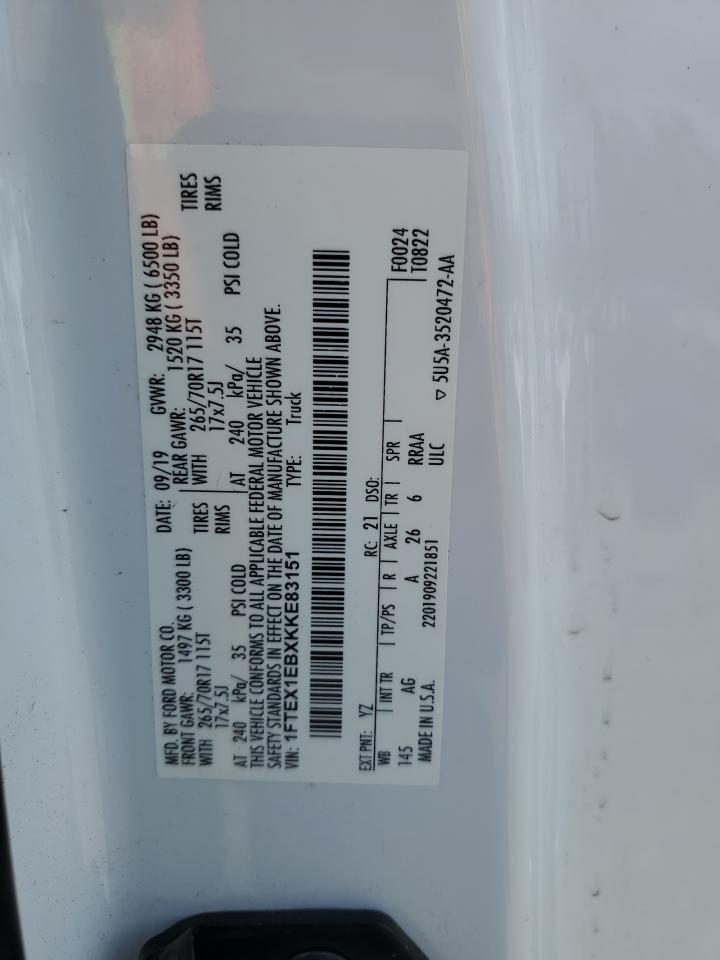 MFD. BY FORD MOTOR CO. DATE: 09/19 GVWR: 2948 KG ( 6500 LB)
FRONT GAWR: 1497 KG ( 3300 LB) REAR GAWR: 1520 KG ( 3350 LB)
WITH 265/70R17 115T TIRES WITH 265/70R17 115T TIRES
17x7.5J RIMS 17x7.5J RIMS
AT 240 kPa/ 35 PSI COLD AT 240 kPa/ 35 PSI COLD
THIS VEHICLE CONFORMS TO ALL APPLICABLE FEDERAL MOTOR VEHICLE
SAFETY STANDARDS IN EFFECT ON THE DATE OF MANUFACTURE SHOWN ABOVE.
VIN: 1FTEX1EBXKKE83151 TYPE: Truck
EXT PNT: YZ RC: 21 DSO:
WB INT TR TP/PS R AXLE TR SPR F0024
145 AG A 26 6 RRAA T0822
MADE IN U.S.A. 2201909221851 ULC
▽ 5U5A-3520472-AA